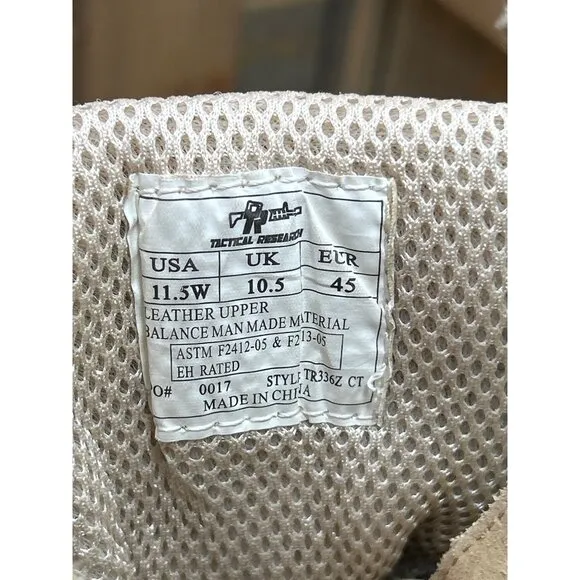 TACTICAL RESEARCH
USA UK EUR
11.5W 10.5 45
LEATHER UPPER
BALANCE MAN MADE MATERIAL
ASTM F2412-05 & F2413-05
EH RATED
PO# 0017 STYLE TR336Z CT
MADE IN CHINA